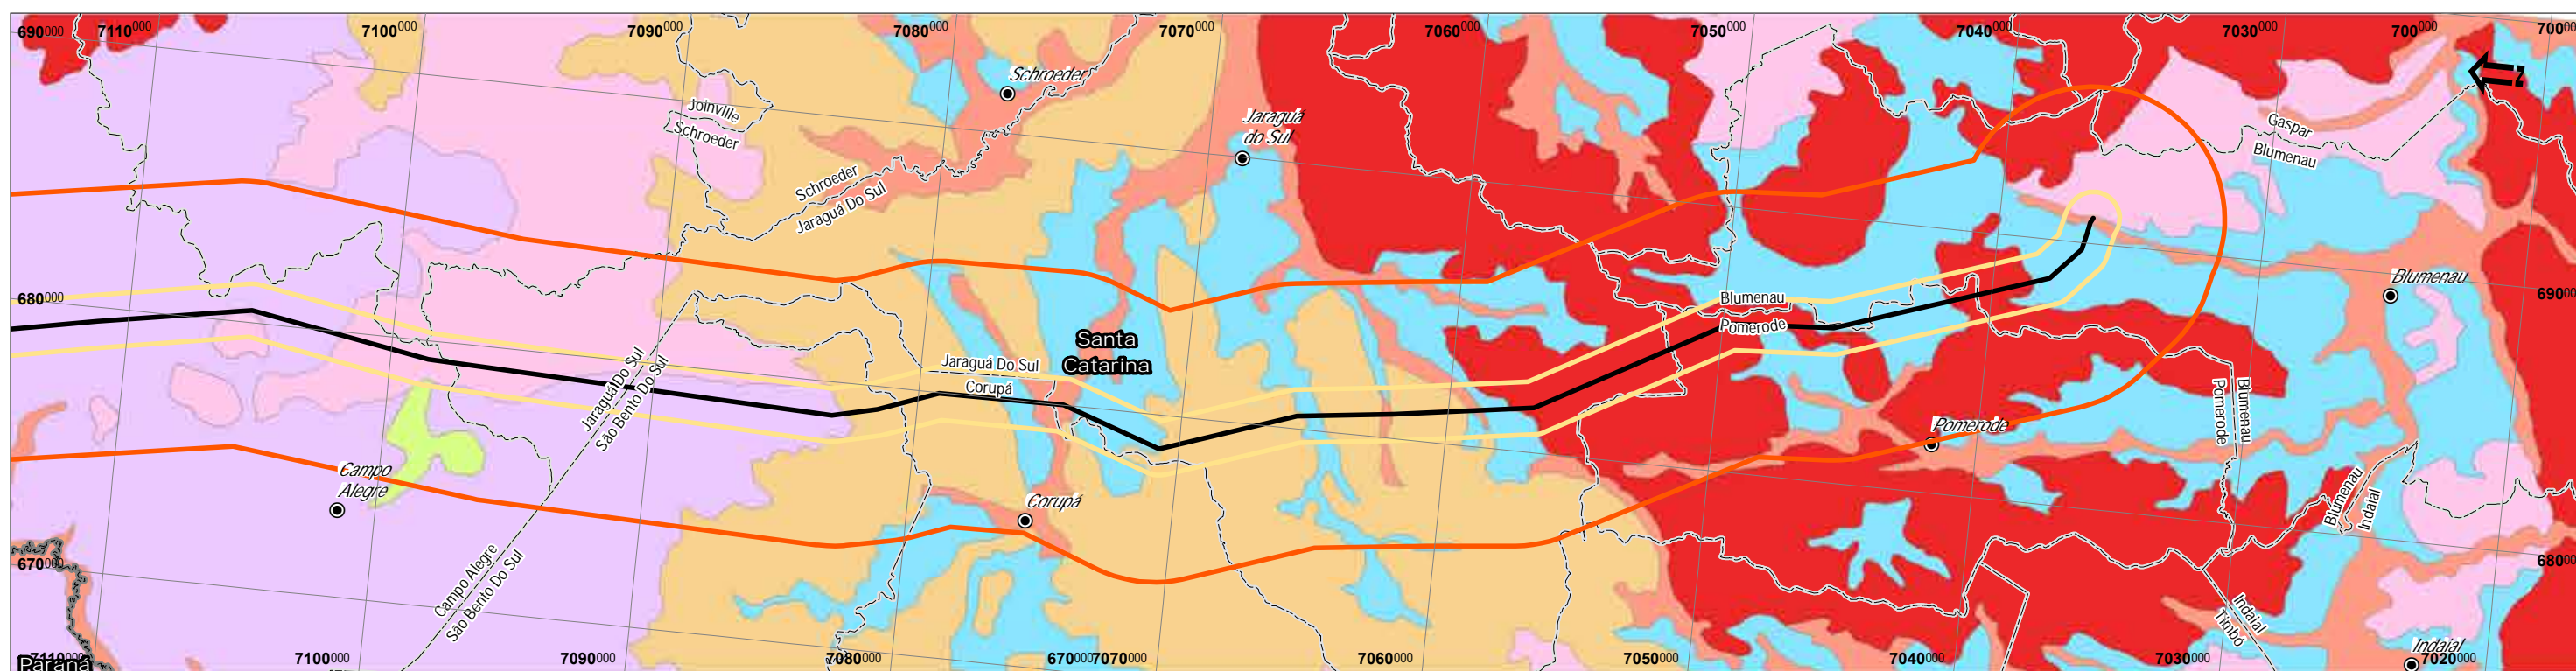 690000
7110000
7100000
7090000
7080000
7070000
7060000
7050000
7040000
7030000
700000
700000
N
Schroeder
Joinville
Schroeder
Jaraguá
do Sul
Gaspar
Blumenau
Schroeder
Jaraguá Do Sul
680000
Blumenau
690000
Blumenau
Pomerode
Santa
Catarina
Jaraguá Do Sul
Corupá
Jaraguá Do Sul
São Bento Do Sul
Pomerode
Blumenau
Pomerode
Campo
Alegre
Corupá
Blumenau
Indaial
670000
680000
Campo Alegre
São Bento Do Sul
Indaial
Timbó
Indaial
Paraná
7110000
7100000
7090000
7080000
670000
7070000
7060000
7050000
7040000
7030000
7020000